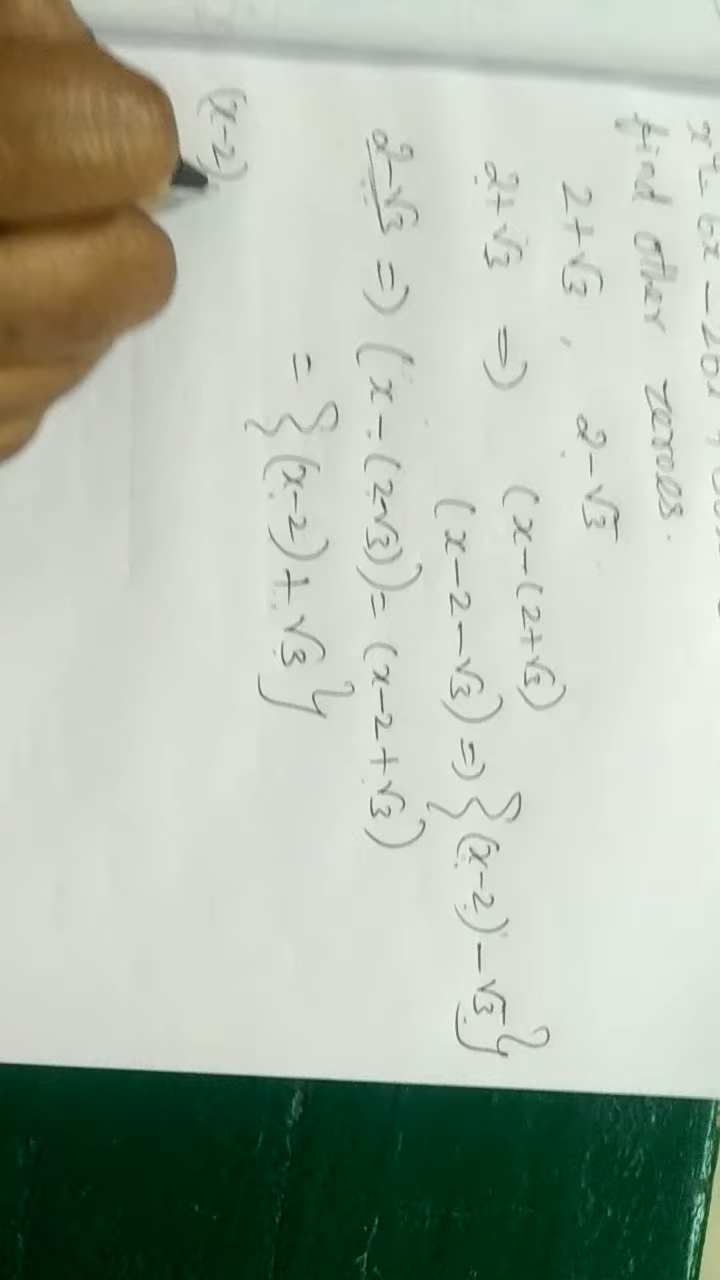 find other zeroes.
2+√3, 2-√3
(x-(2+√3)
2+√3 ⇒ (x-2-√3) ⇒ {(x-2)-√3}
2-√3 ⇒ (x-(2-√3)) = (x-2+√3)
= {(x-2)+√3}
(x-2)